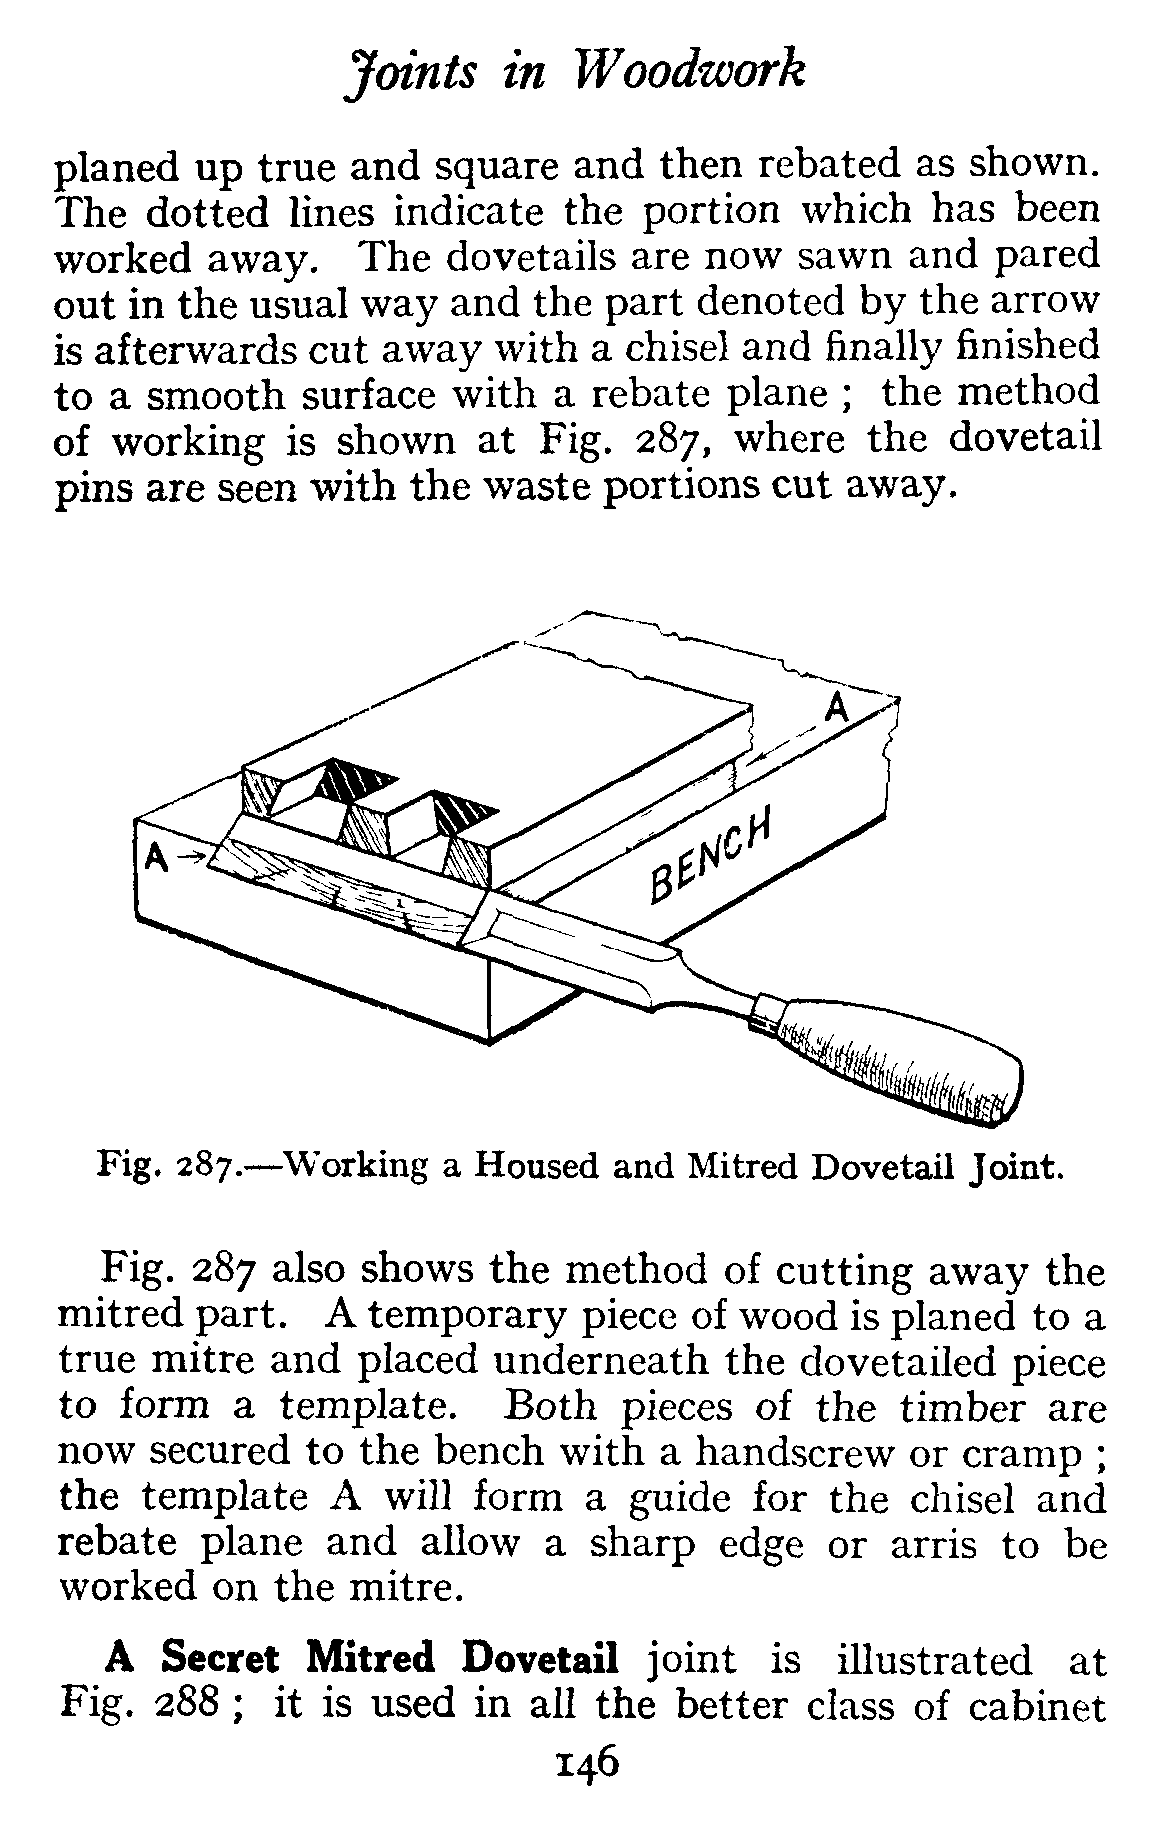 Joints in Woodwork
planed up true and square and then rebated as shown.
The dotted lines indicate the portion which has been
worked away. The dovetails are now sawn and pared
out in the usual way and the part denoted by the arrow
is afterwards cut away with a chisel and finally finished
to a smooth surface with a rebate plane ; the method
of working is shown at Fig. 287, where the dovetail
pins are seen with the waste portions cut away.
A
BENCH
A
Fig. 287.—Working a Housed and Mitred Dovetail Joint.
Fig. 287 also shows the method of cutting away the
mitred part. A temporary piece of wood is planed to a
true mitre and placed underneath the dovetailed piece
to form a template. Both pieces of the timber are
now secured to the bench with a handscrew or cramp ;
the template A will form a guide for the chisel and
rebate plane and allow a sharp edge or arris to be
worked on the mitre.
A Secret Mitred Dovetail joint is illustrated at
Fig. 288 ; it is used in all the better class of cabinet
146